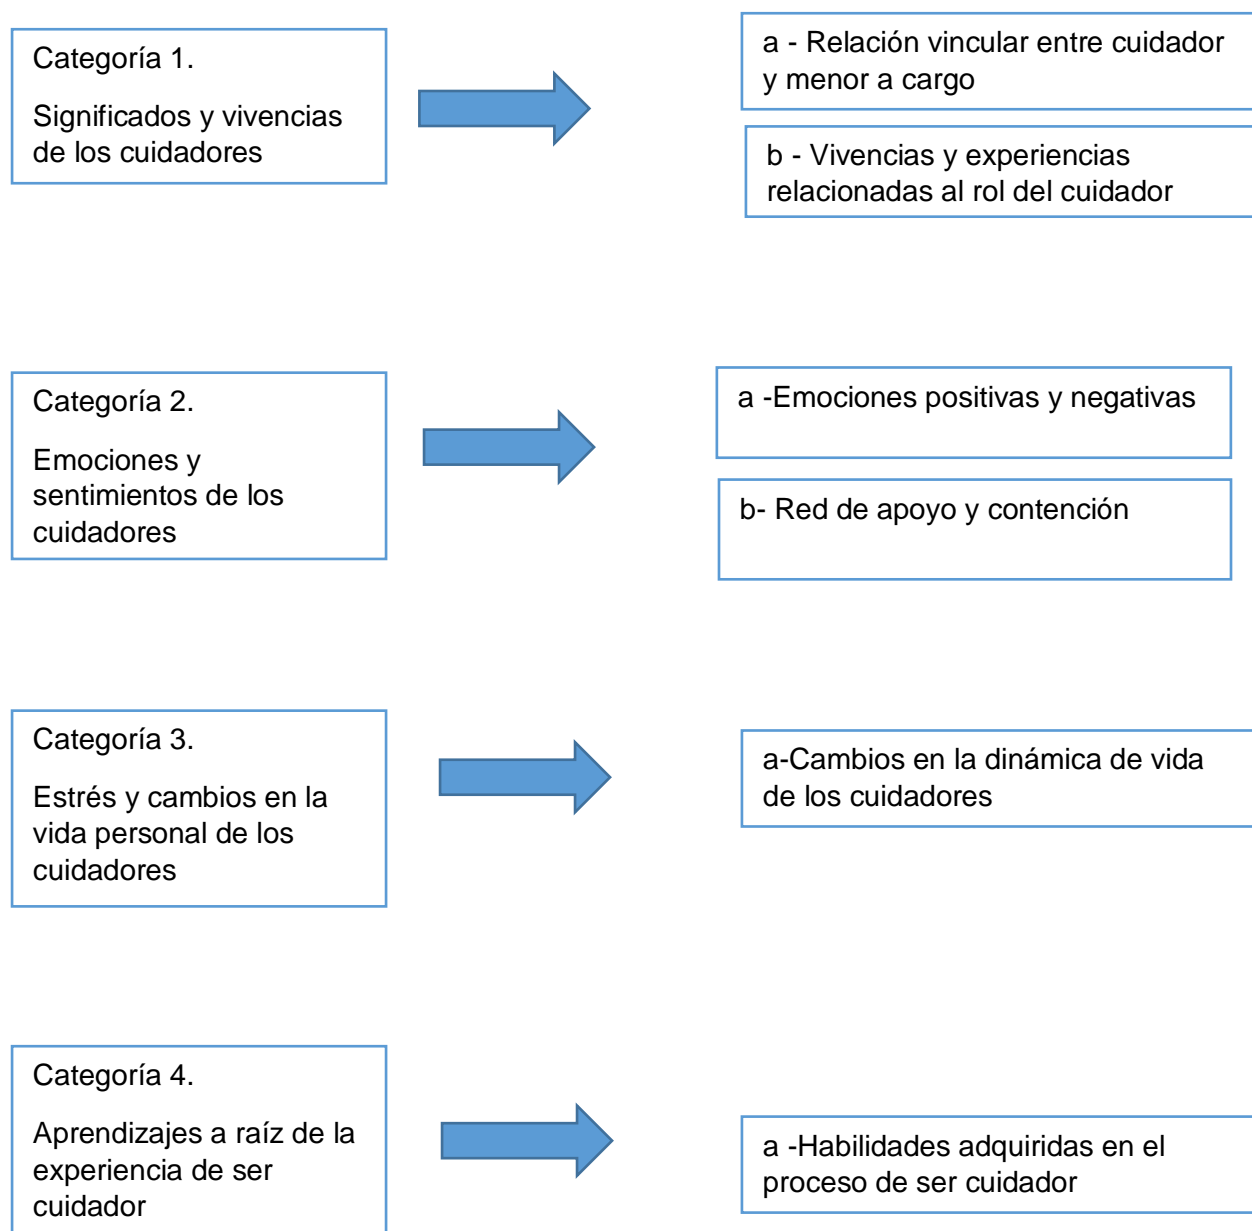 Categoría 1.
Significados y vivencias
de los cuidadores
a - Relación vincular entre cuidador
y menor a cargo
b - Vivencias y experiencias
relacionadas al rol del cuidador
Categoría 2.
Emociones y
sentimientos de los
cuidadores
a -Emociones positivas y negativas
b- Red de apoyo y contención
Categoría 3.
Estrés y cambios en la
vida personal de los
cuidadores
a-Cambios en la dinámica de vida
de los cuidadores
Categoría 4.
Aprendizajes a raíz de la
experiencia de ser
cuidador
a -Habilidades adquiridas en el
proceso de ser cuidador